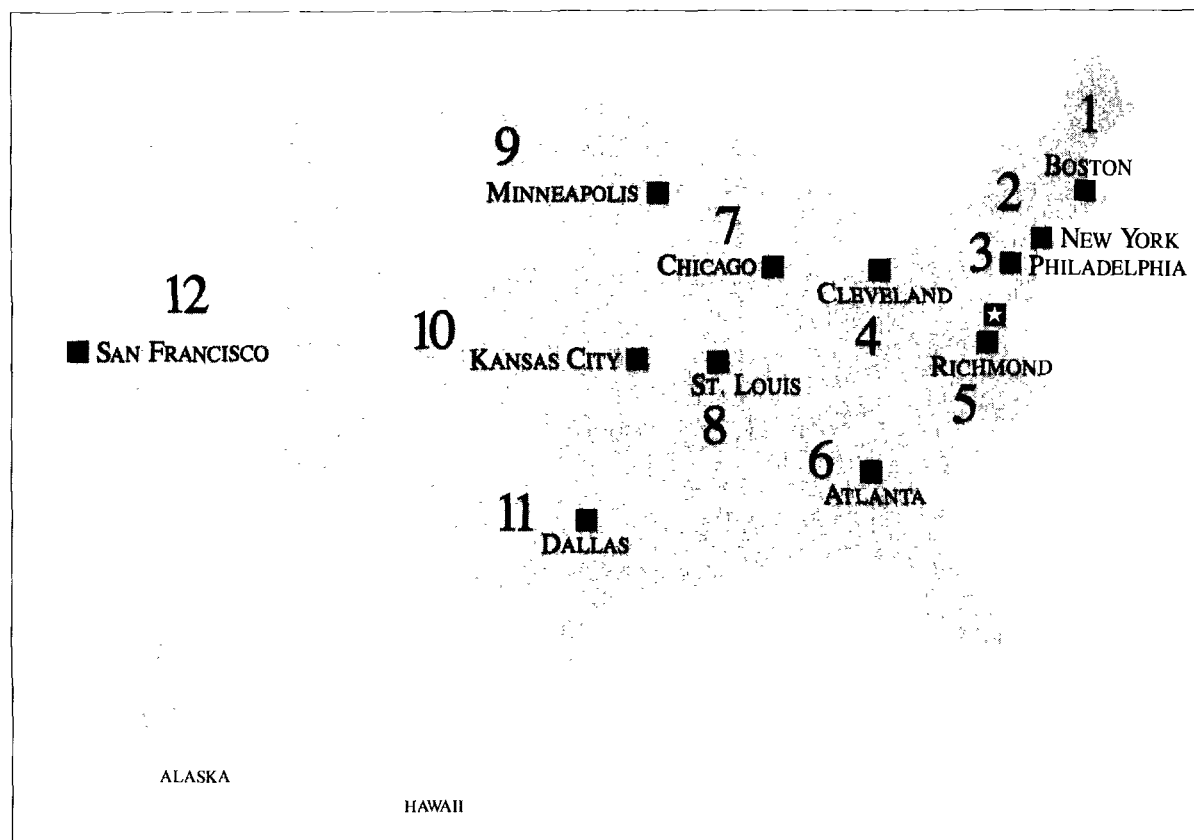 1
BOSTON
9
2
MINNEAPOLIS
7
NEW YORK
3
PHILADELPHIA
CHICAGO
CLEVELAND
12
10
4
SAN FRANCISCO
KANSAS CITY
RICHMOND
ST. LOUIS
5
8
6
ATLANTA
11
DALLAS
ALASKA
HAWAII